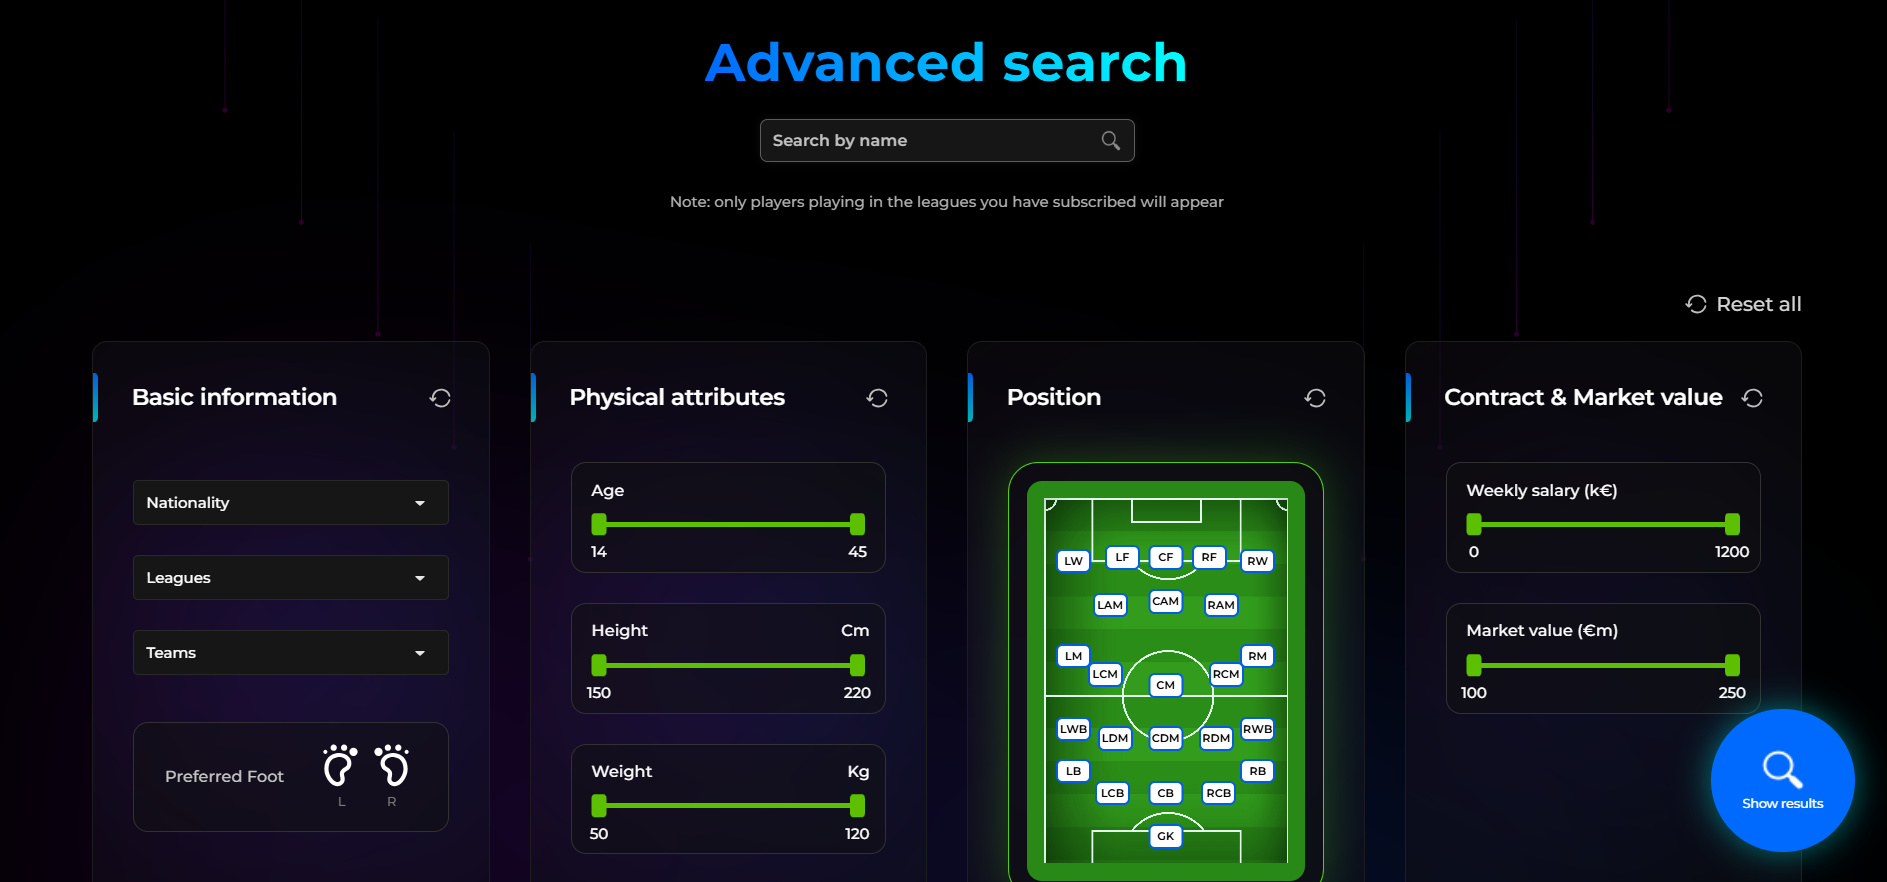 Advanced search
Search by name
Note: only players playing in the leagues you have subscribed will appear
Reset all
Basic information
Nationality
Leagues
Teams
Preferred Foot
L R
Physical attributes
Age
14 45
Height Cm
150 220
Weight Kg
50 120
Position
LW LF CF RF RW
LAM CAM RAM
LM RM
LCM CM RCM
LWB RWB
LDM CDM RDM
LB RB
LCB CB RCB
GK
Contract & Market value
Weekly salary (k€)
0 1200
Market value (€m)
100 250
Show results